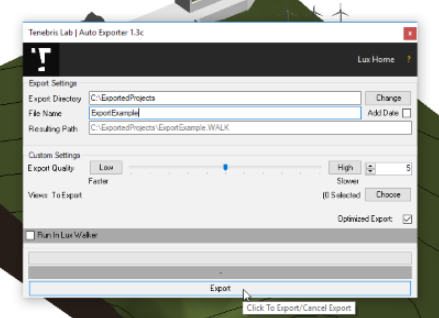 Tenebris Lab | Auto Exporter 1.3c
x
Lux Home ?
Export Settings
Export Directory C:\ExportedProjects Change
File Name ExportExample Add Date
Resulting Path C:\ExportedProjects\ExportExample.WALK
Custom Settings
Export Quality Low High 5
Faster Slower
Views To Export (0 Selected Choose
Optimized Export:
Run In Lux Walker
-
Export
Click To Export/Cancel Export